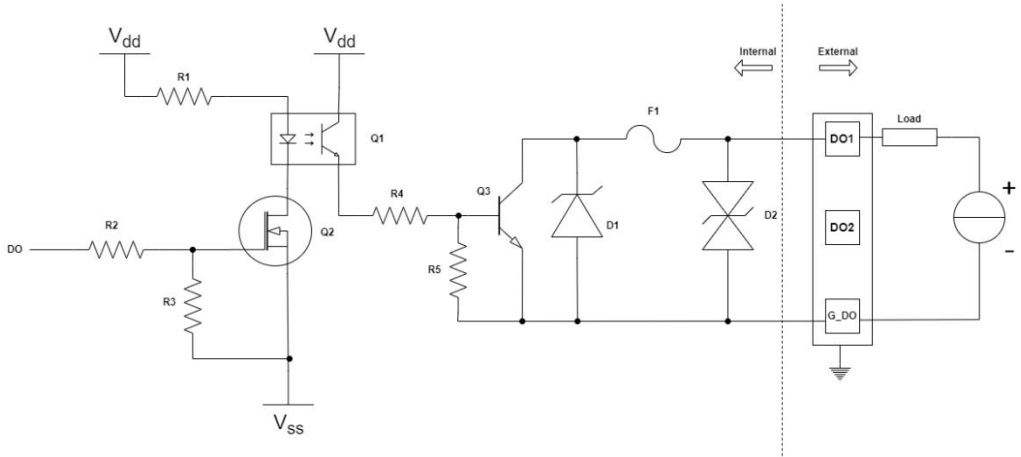 Vdd
Vdd
Internal
External
R1
F1
Load
DO1
Q1
+
R4
Q3
R2
Q2
D1
D2
DO2
DO
R5
-
R3
G_DO
VSS